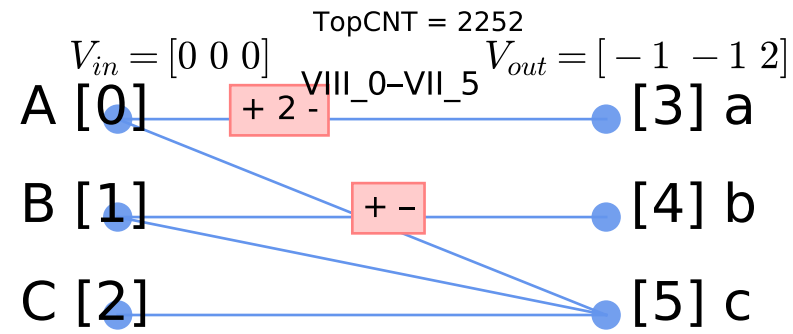 TopCNT = 2252
V_in = [0 0 0]
V_out = [− 1 − 1 2]
VIII_0–VII_5
A [0]
+ 2 -
[3] a
B [1]
+ −
[4] b
C [2]
[5] c